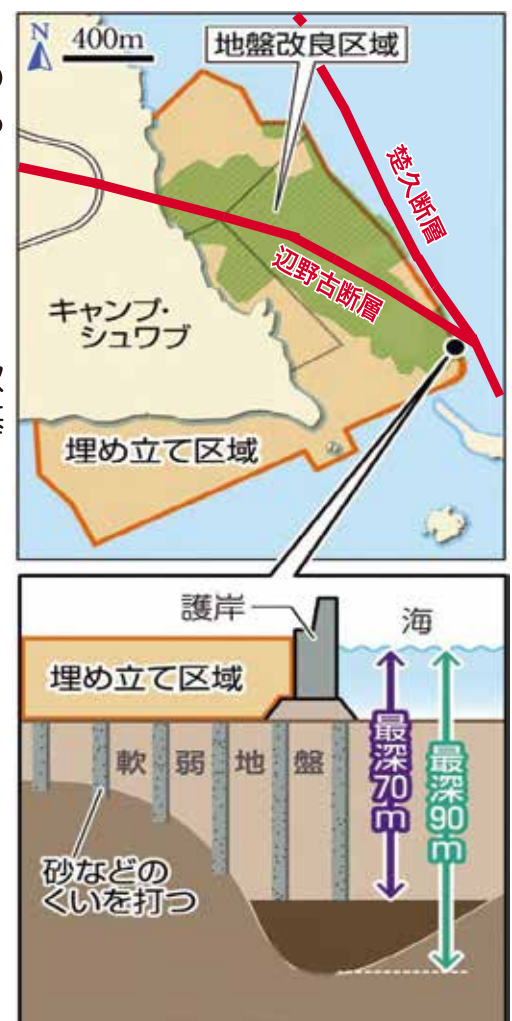 N
400m
地盤改良区域
楚久断層
辺野古断層
キャンプ・
シュワブ
埋め立て区域
護岸
海
埋め立て区域
軟弱地盤
最深70m
最深90m
砂などの
くいを打つ